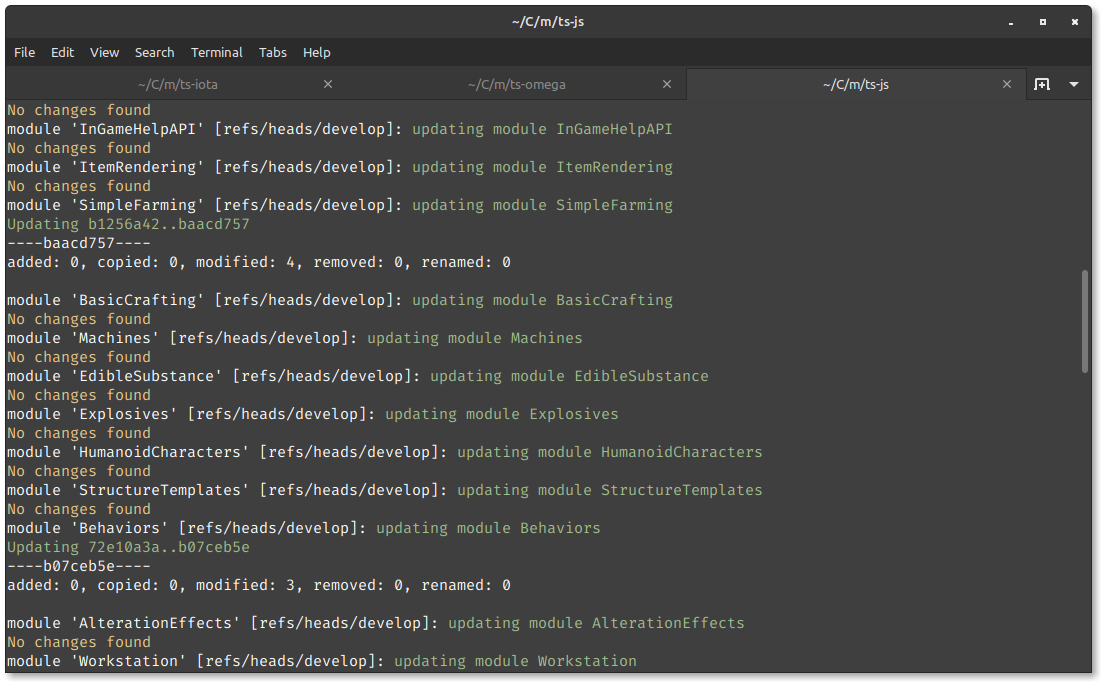 ~/C/m/ts-js
File Edit View Search Terminal Tabs Help
~/C/m/ts-iota ~/C/m/ts-omega ~/C/m/ts-js
No changes found
module 'InGameHelpAPI' [refs/heads/develop]: updating module InGameHelpAPI
No changes found
module 'ItemRendering' [refs/heads/develop]: updating module ItemRendering
No changes found
module 'SimpleFarming' [refs/heads/develop]: updating module SimpleFarming
Updating b1256a42..baacd757
----baacd757----
added: 0, copied: 0, modified: 4, removed: 0, renamed: 0
module 'BasicCrafting' [refs/heads/develop]: updating module BasicCrafting
No changes found
module 'Machines' [refs/heads/develop]: updating module Machines
No changes found
module 'EdibleSubstance' [refs/heads/develop]: updating module EdibleSubstance
No changes found
module 'Explosives' [refs/heads/develop]: updating module Explosives
No changes found
module 'HumanoidCharacters' [refs/heads/develop]: updating module HumanoidCharacters
No changes found
module 'StructureTemplates' [refs/heads/develop]: updating module StructureTemplates
No changes found
module 'Behaviors' [refs/heads/develop]: updating module Behaviors
Updating 72e10a3a..b07ceb5e
----b07ceb5e----
added: 0, copied: 0, modified: 3, removed: 0, renamed: 0
module 'AlterationEffects' [refs/heads/develop]: updating module AlterationEffects
No changes found
module 'Workstation' [refs/heads/develop]: updating module Workstation